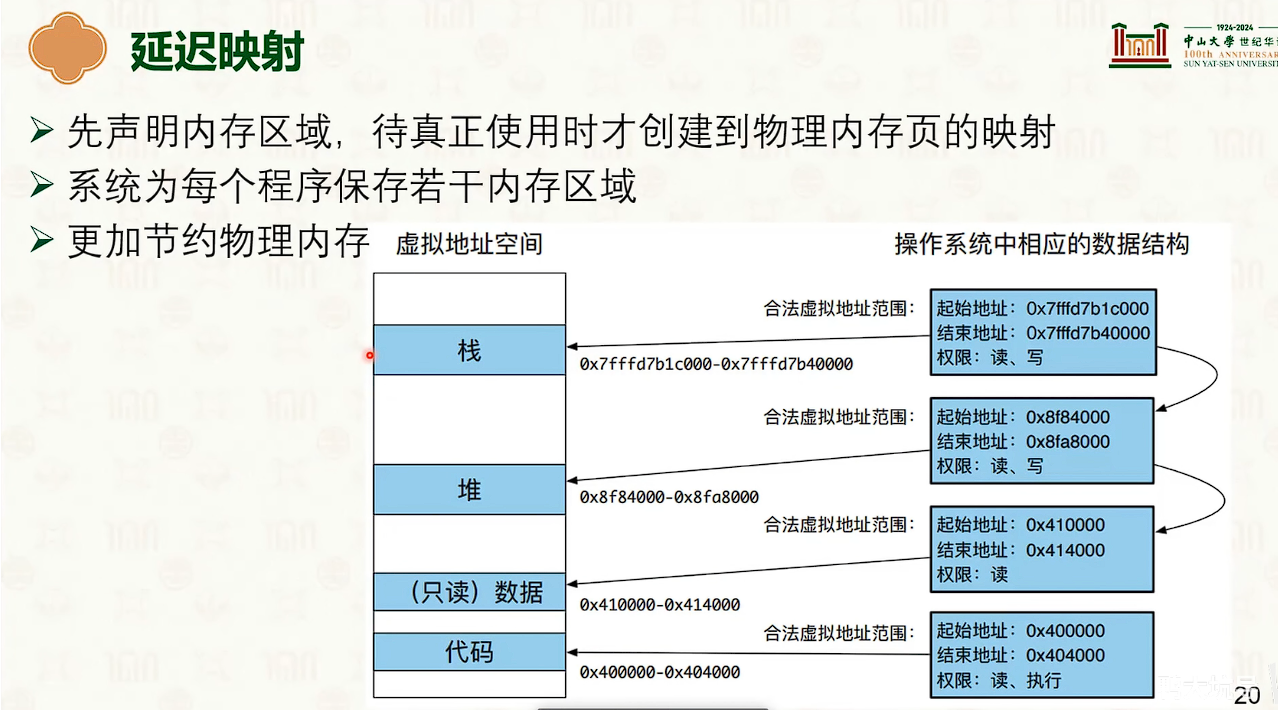 延迟映射
1924-2024
中山大學 世纪华
100th ANNIVERSAR
SUN YAT-SEN UNIVERSIT
先声明内存区域，待真正使用时才创建到物理内存页的映射
系统为每个程序保存若干内存区域
更加节约物理内存
虚拟地址空间
操作系统中相应的数据结构
合法虚拟地址范围：
起始地址：0x7fffd7b1c000
结束地址：0x7fffd7b40000
权限：读、写
栈
0x7fffd7b1c000-0x7fffd7b40000
合法虚拟地址范围：
起始地址：0x8f84000
结束地址：0x8fa8000
权限：读、写
堆
0x8f84000-0x8fa8000
合法虚拟地址范围：
起始地址：0x410000
结束地址：0x414000
权限：读
（只读）数据
0x410000-0x414000
合法虚拟地址范围：
起始地址：0x400000
结束地址：0x404000
权限：读、执行
代码
0x400000-0x404000
20